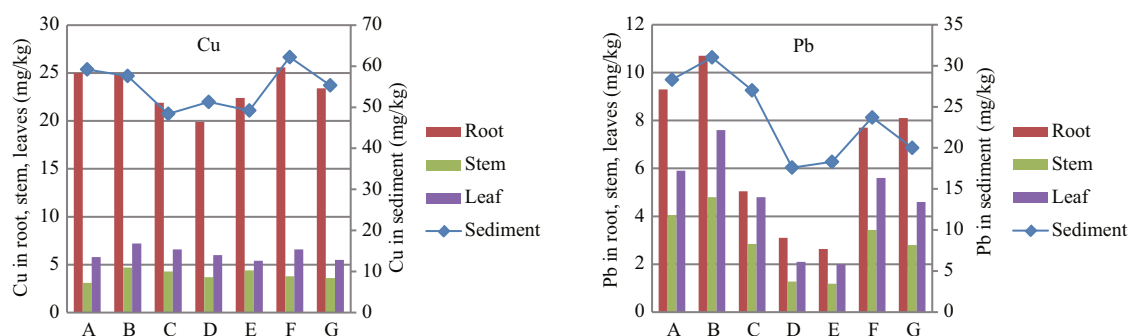 Cu
Cu in root, stem, leaves (mg/kg)
30
25
20
15
10
5
0
70
60
50
40
30
20
10
0
Cu in sediment (mg/kg)
A B C D E F G
Root
Stem
Leaf
Sediment
Pb
Pb in root, stem, leaves (mg/kg)
12
10
8
6
4
2
0
35
30
25
20
15
10
5
0
Pb in sediment (mg/kg)
A B C D E F G
Root
Stem
Leaf
Sediment